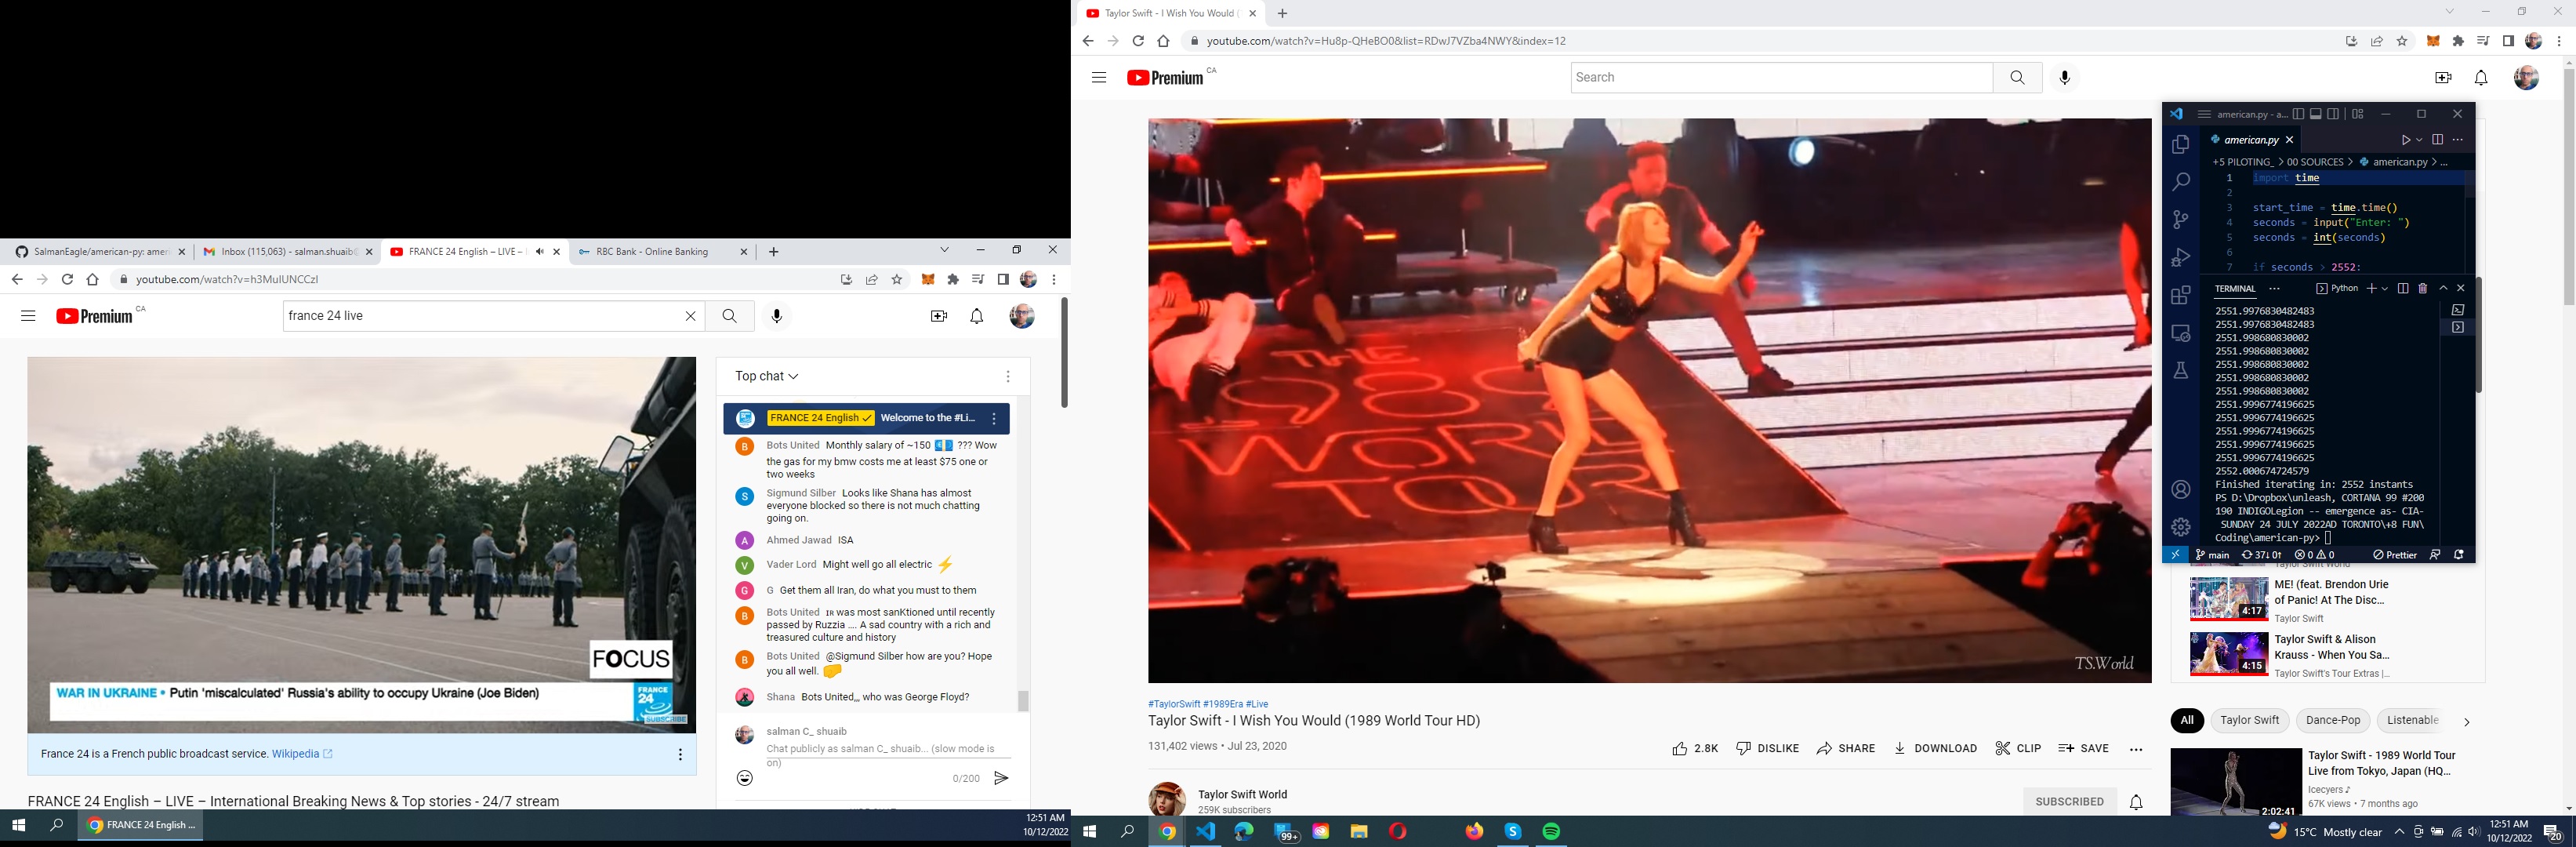 SalmanEagle/american-py: amer
Inbox (115,063) - salman.shuaib@
FRANCE 24 English – LIVE –
RBC Bank - Online Banking
youtube.com/watch?v=h3MuIUNCCzI
Premium CA
france 24 live
FOCUS
WAR IN UKRAINE • Putin 'miscalculated' Russia's ability to occupy Ukraine (Joe Biden)
FRANCE 24
SUBSCRIBE
France 24 is a French public broadcast service. Wikipedia
FRANCE 24 English – LIVE – International Breaking News & Top stories - 24/7 stream
Top chat
FRANCE 24 English Welcome to the #Li...
Bots United Monthly salary of ~150 💶 ??? Wow
the gas for my bmw costs me at least $75 one or
two weeks
Sigmund Silber Looks like Shana has almost
everyone blocked so there is not much chatting
going on.
Ahmed Jawad ISA
Vader Lord Might well go all electric ⚡
G Get them all Iran, do what you must to them
Bots United ɪʀ was most sanKtioned until recently
passed by Ruzzia .... A sad country with a rich and
treasured culture and history
Bots United @Sigmund Silber how are you? Hope
you all well.
Shana Bots United,,, who was George Floyd?
salman C_ shuaib
Chat publicly as salman C_ shuaib... (slow mode is
on)
0/200
FRANCE 24 English ...
12:51 AM
10/12/2022
Taylor Swift - I Wish You Would (
youtube.com/watch?v=Hu8p-QHeBO0&list=RDwJ7VZba4NWY&index=12
Premium CA
Search
THE
1989
WORLD
TOUR
TS.World
#TaylorSwift #1989Era #Live
Taylor Swift - I Wish You Would (1989 World Tour HD)
131,402 views • Jul 23, 2020
2.8K DISLIKE SHARE DOWNLOAD CLIP SAVE ...
Taylor Swift World
259K subscribers
SUBSCRIBED
american.py - a...
american.py
+5 PILOTING_ > 00 SOURCES > american.py > ...
1 import time
2
3 start_time = time.time()
4 seconds = input("Enter: ")
5 seconds = int(seconds)
6
7 if seconds > 2552:
TERMINAL ... Python
2551.9976830482483
2551.9976830482483
2551.998680830002
2551.998680830002
2551.998680830002
2551.998680830002
2551.998680830002
2551.9996774196625
2551.9996774196625
2551.9996774196625
2551.9996774196625
2551.9996774196625
2552.000674724579
Finished iterating in: 2552 instants
PS D:\Dropbox\unleash, CORTANA 99 #200
190 INDIGOLegion -- emergence as- CIA-
SUNDAY 24 JULY 2022AD TORONTO\+8 FUN\
Coding\american-py>
main 37↓ 0↑ 0 0 Prettier
Taylor Swift World
ME! (feat. Brendon Urie
of Panic! At The Disc...
Taylor Swift
4:17
Taylor Swift & Alison
Krauss - When You Sa...
Taylor Swift's Tour Extras |...
4:15
All Taylor Swift Dance-Pop Listenable
Taylor Swift - 1989 World Tour
Live from Tokyo, Japan (HQ...
Icecyers ♪
67K views • 7 months ago
2:02:41
99+
15°C Mostly clear
12:51 AM
10/12/2022
20